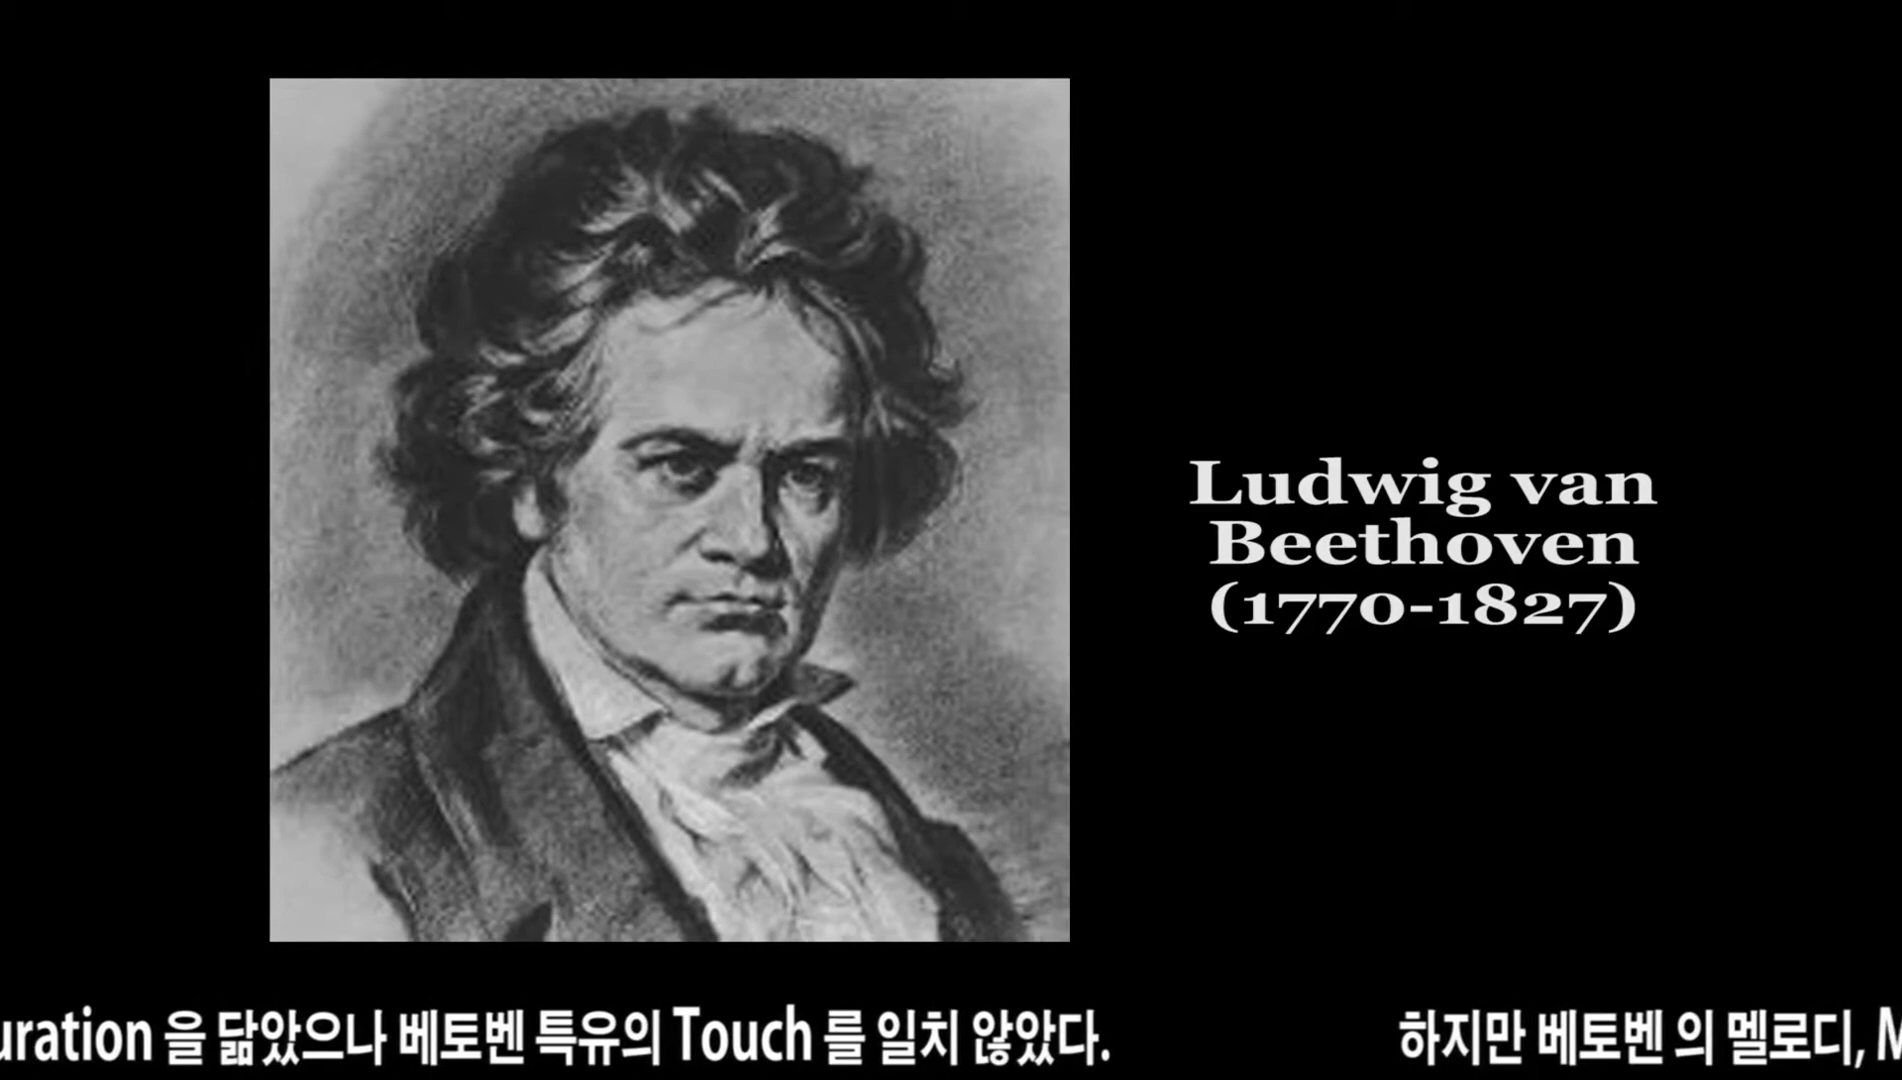 Ludwig van
Beethoven
(1770-1827)
uration 을 닮았으나 베토벤 특유의 Touch 를 일치 않았다. 하지만 베토벤 의 멜로디, M